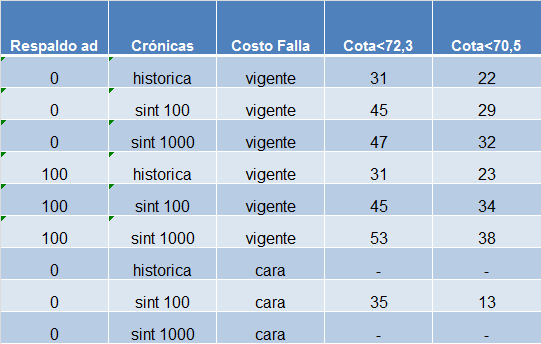 Respaldo ad Crónicas Costo Falla Cota<72,3 Cota<70,5
0 historica vigente 31 22
0 sint 100 vigente 45 29
0 sint 1000 vigente 47 32
100 historica vigente 31 23
100 sint 100 vigente 45 34
100 sint 1000 vigente 53 38
0 historica cara - -
0 sint 100 cara 35 13
0 sint 1000 cara - -